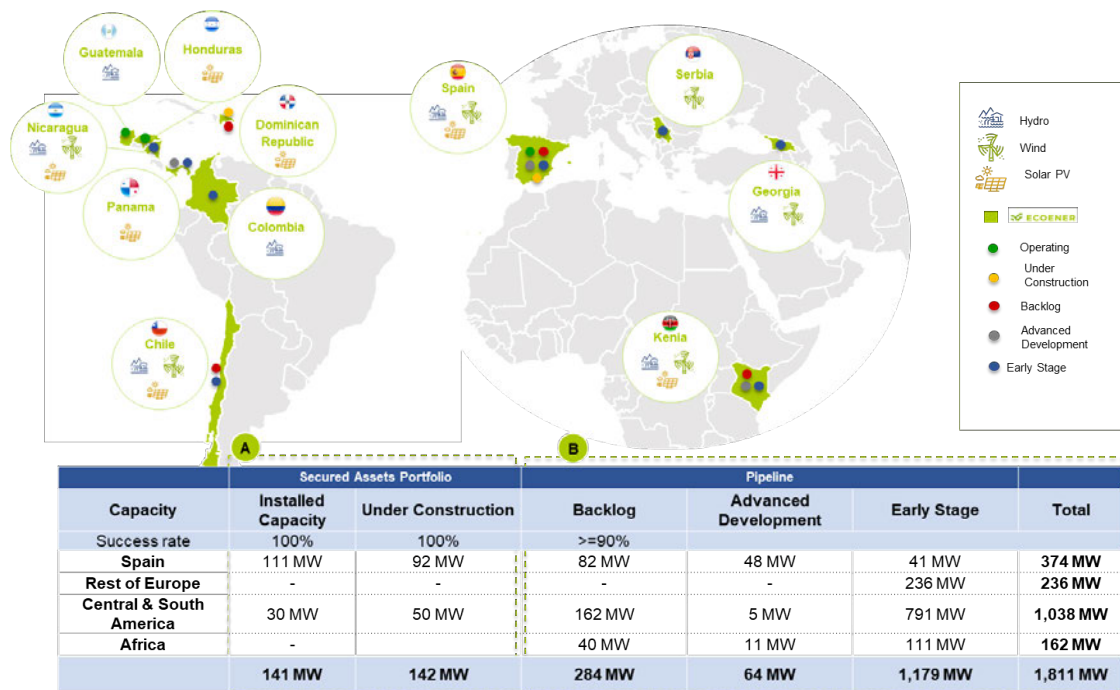 Guatemala
Honduras
Nicaragua
Dominican
Republic
Panama
Colombia
Chile
Spain
Serbia
Georgia
Kenia
Hydro
Wind
Solar PV
ECOENER
Operating
Under
Construction
Backlog
Advanced
Development
Early Stage
A
B
Secured Assets Portfolio Pipeline
Capacity Installed Capacity Under Construction Backlog Advanced Development Early Stage Total
Success rate 100% 100% >=90%
Spain 111 MW 92 MW 82 MW 48 MW 41 MW 374 MW
Rest of Europe - - - - 236 MW 236 MW
Central & South America 30 MW 50 MW 162 MW 5 MW 791 MW 1,038 MW
Africa - 40 MW 11 MW 111 MW 162 MW
141 MW 142 MW 284 MW 64 MW 1,179 MW 1,811 MW